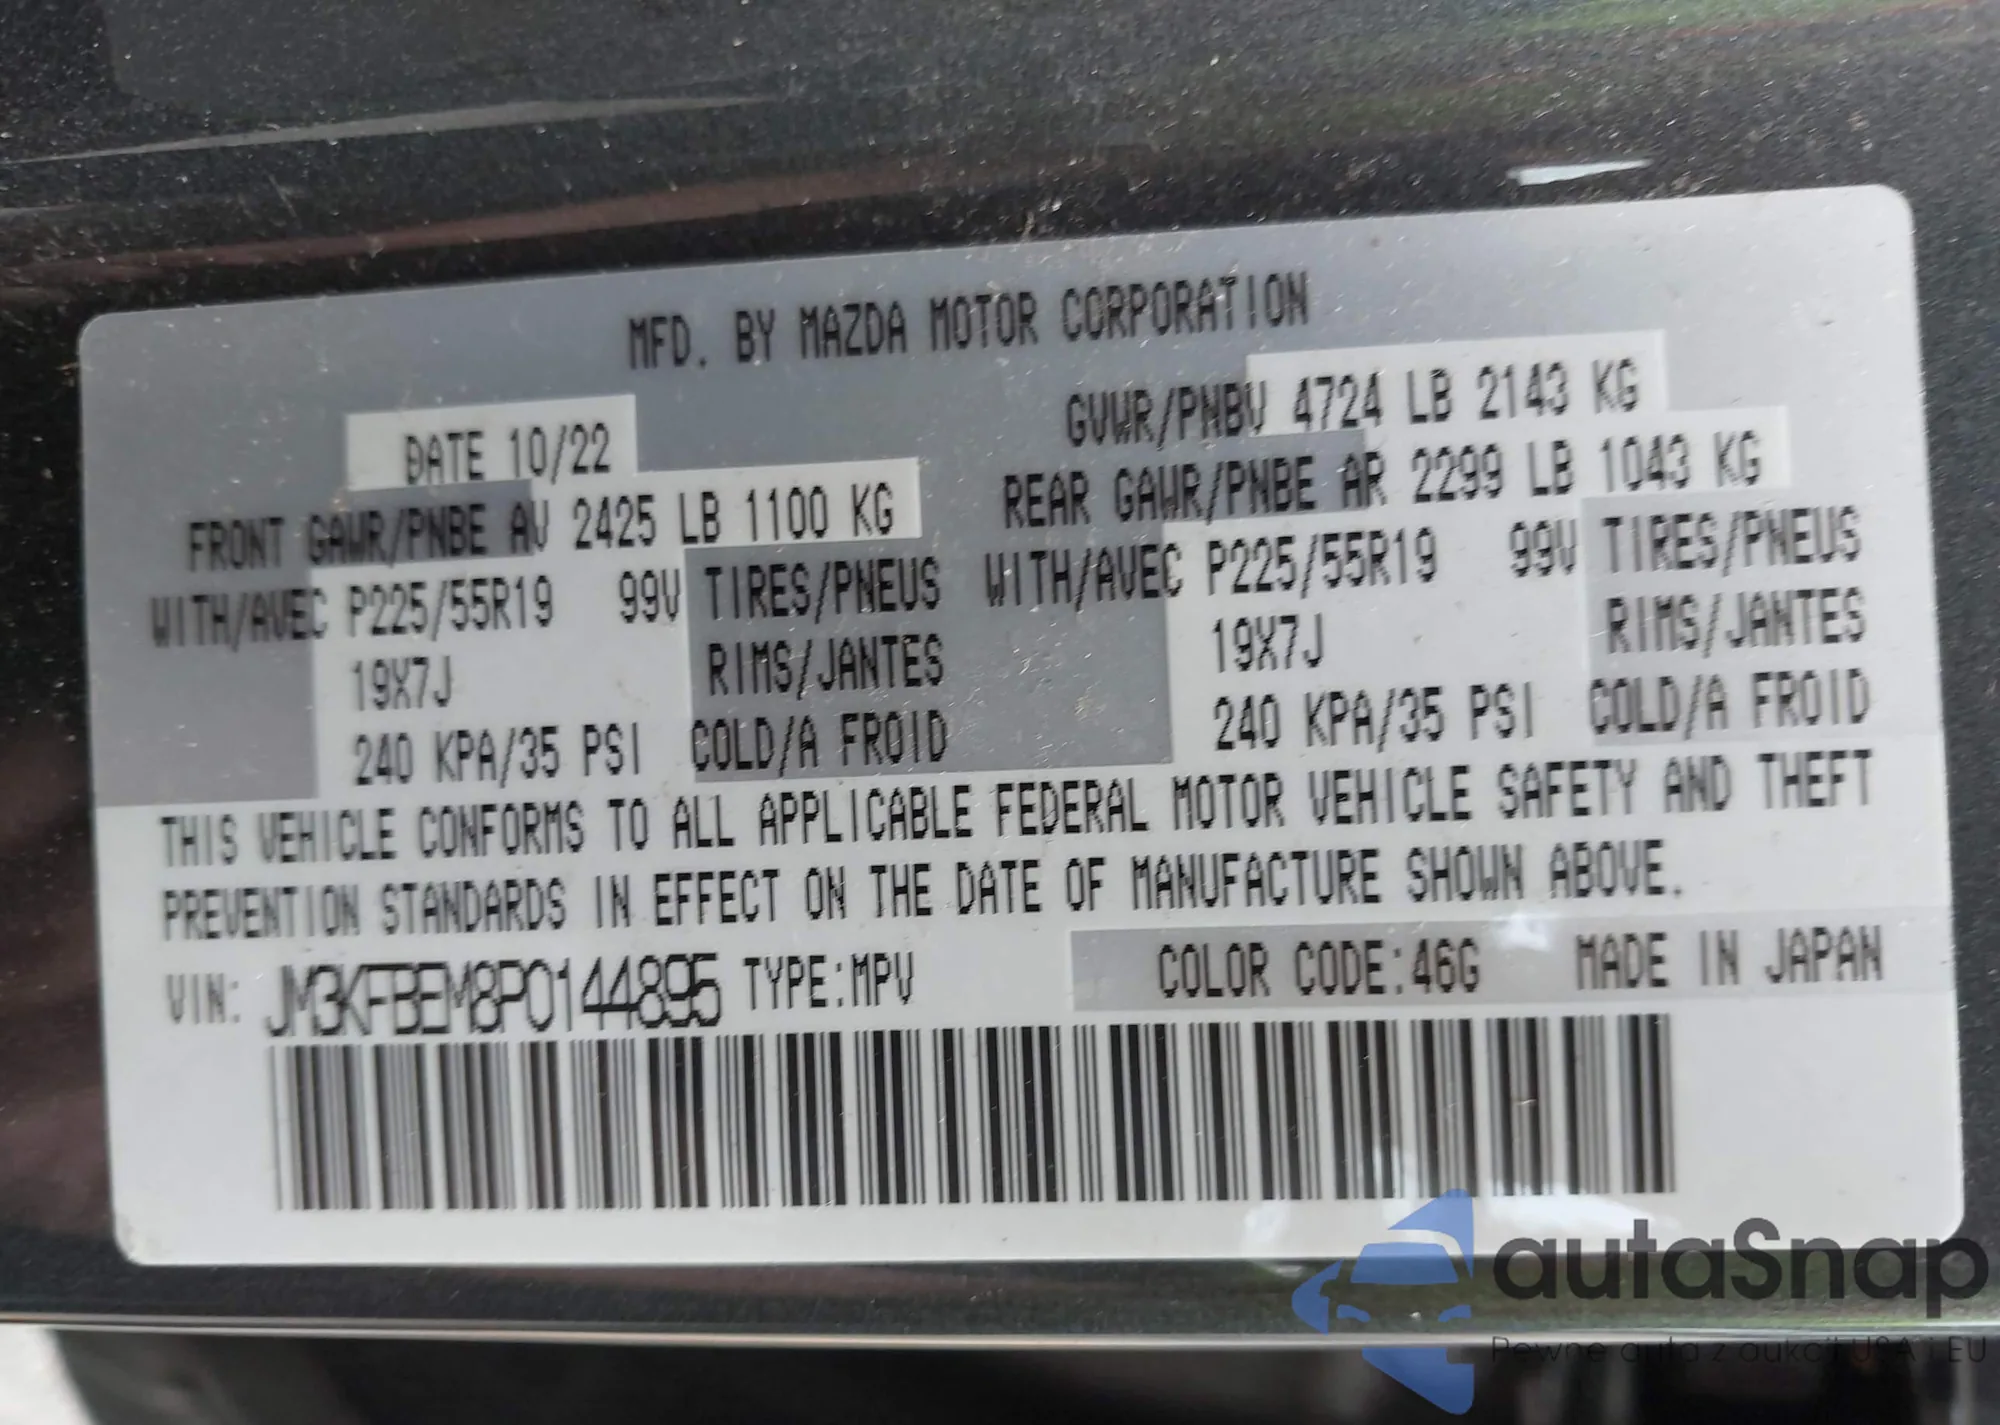 MFD. BY MAZDA MOTOR CORPORATION
DATE 10/22
GVWR/PNBV 4724 LB 2143 KG
FRONT GAWR/PNBE AV 2425 LB 1100 KG
REAR GAWR/PNBE AR 2299 LB 1043 KG
WITH/AVEC P225/55R19 99V TIRES/PNEUS
WITH/AVEC P225/55R19 99V TIRES/PNEUS
19X7J RIMS/JANTES
19X7J RIMS/JANTES
240 KPA/35 PSI COLD/A FROID
240 KPA/35 PSI COLD/A FROID
THIS VEHICLE CONFORMS TO ALL APPLICABLE FEDERAL MOTOR VEHICLE SAFETY AND THEFT
PREVENTION STANDARDS IN EFFECT ON THE DATE OF MANUFACTURE SHOWN ABOVE.
VIN: JM3KFBEM8P0144895 TYPE:MPV COLOR CODE:46G MADE IN JAPAN
autaSnap
Pewne auta z aukcji USA i EU